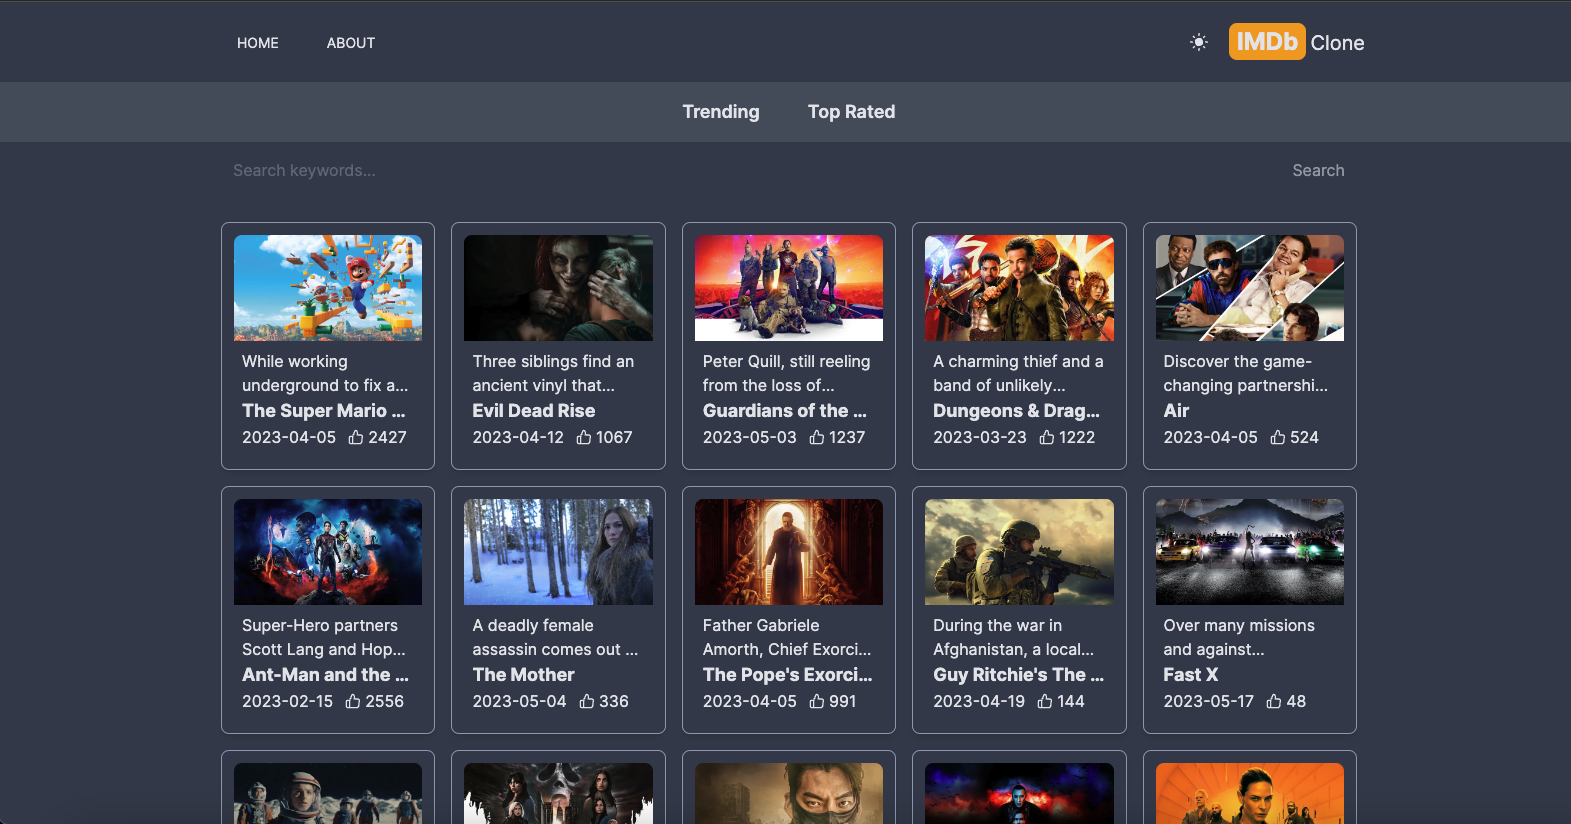 HOME ABOUT IMDb Clone
Trending Top Rated
Search keywords... Search
While working
underground to fix a...
The Super Mario ...
2023-04-05 2427
Three siblings find an
ancient vinyl that...
Evil Dead Rise
2023-04-12 1067
Peter Quill, still reeling
from the loss of...
Guardians of the ...
2023-05-03 1237
A charming thief and a
band of unlikely...
Dungeons & Drag...
2023-03-23 1222
Discover the game-
changing partnershi...
Air
2023-04-05 524
Super-Hero partners
Scott Lang and Hop...
Ant-Man and the ...
2023-02-15 2556
A deadly female
assassin comes out ...
The Mother
2023-05-04 336
Father Gabriele
Amorth, Chief Exorci...
The Pope's Exorci...
2023-04-05 991
During the war in
Afghanistan, a local...
Guy Ritchie's The ...
2023-04-19 144
Over many missions
and against...
Fast X
2023-05-17 48